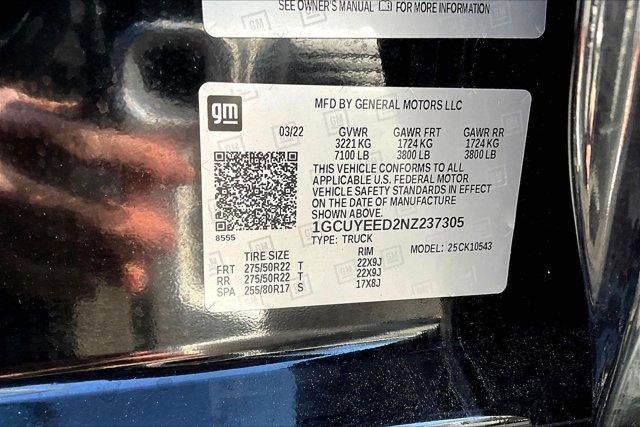 SEE OWNER'S MANUAL FOR MORE INFORMATION
gm
MFD BY GENERAL MOTORS LLC
03/22 GVWR GAWR FRT GAWR RR
3221 KG 1724 KG 1724 KG
7100 LB 3800 LB 3800 LB
THIS VEHICLE CONFORMS TO ALL
APPLICABLE U.S. FEDERAL MOTOR
VEHICLE SAFETY STANDARDS IN EFFECT
ON THE DATE OF MANUFACTURE
SHOWN ABOVE.
1GCUYEED2NZ237305
8555
TYPE: TRUCK MODEL: 25CK10543
TIRE SIZE RIM
FRT 275/50R22 T 22X9J
RR 275/50R22 T 22X9J
SPA 255/80R17 S 17X8J